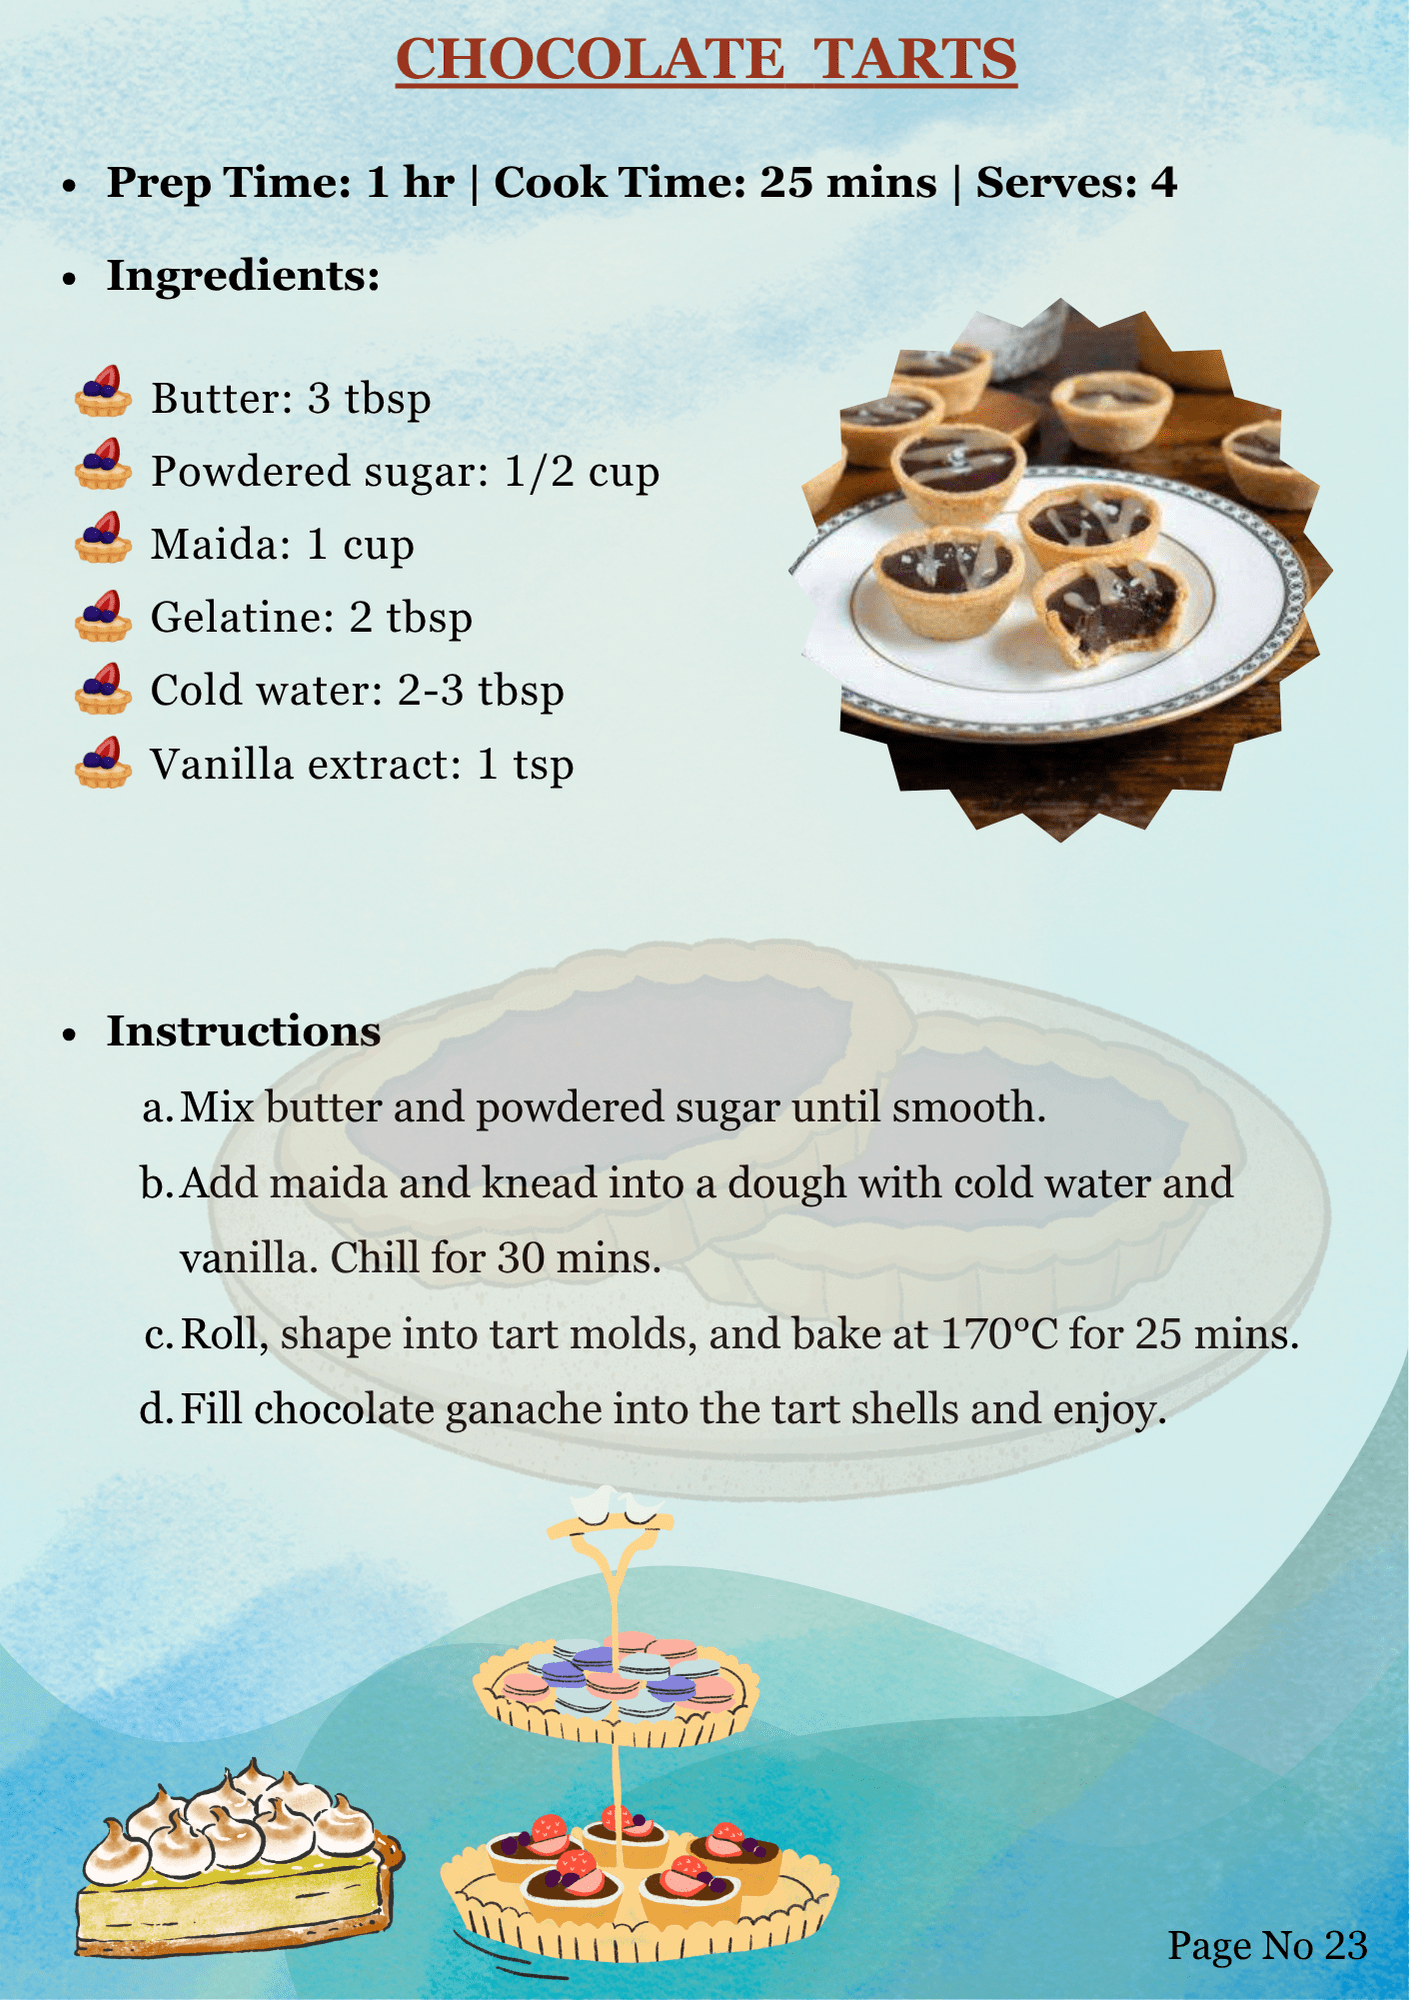 CHOCOLATE TARTS
• Prep Time: 1 hr | Cook Time: 25 mins | Serves: 4
• Ingredients:
Butter: 3 tbsp
Powdered sugar: 1/2 cup
Maida: 1 cup
Gelatine: 2 tbsp
Cold water: 2-3 tbsp
Vanilla extract: 1 tsp
• Instructions
a. Mix butter and powdered sugar until smooth.
b. Add maida and knead into a dough with cold water and
vanilla. Chill for 30 mins.
c. Roll, shape into tart molds, and bake at 170°C for 25 mins.
d. Fill chocolate ganache into the tart shells and enjoy.
Page No 23